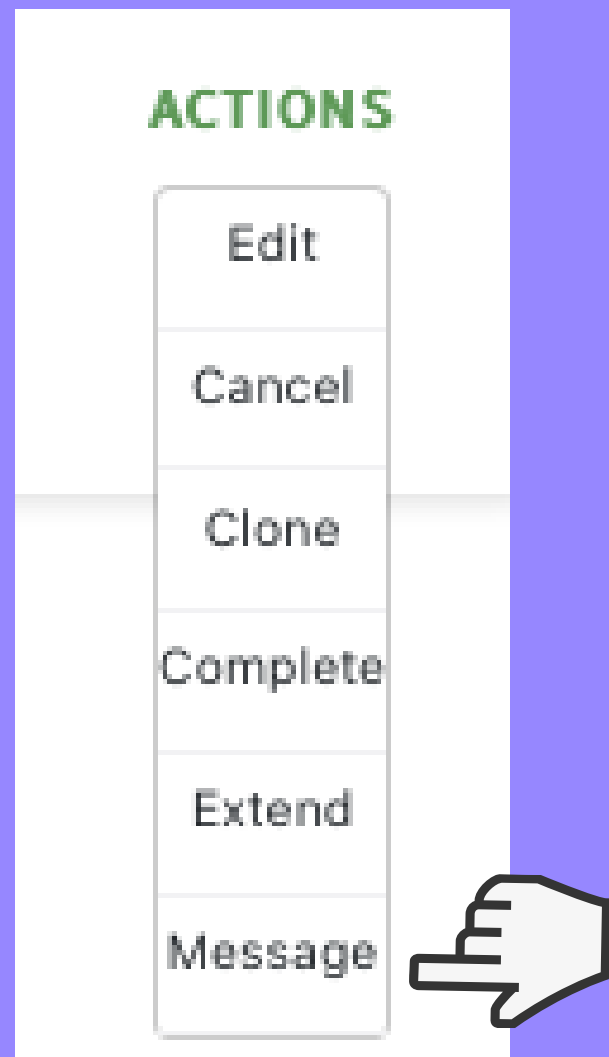 ACTIONS
Edit
Cancel
Clone
Complete
Extend
Message